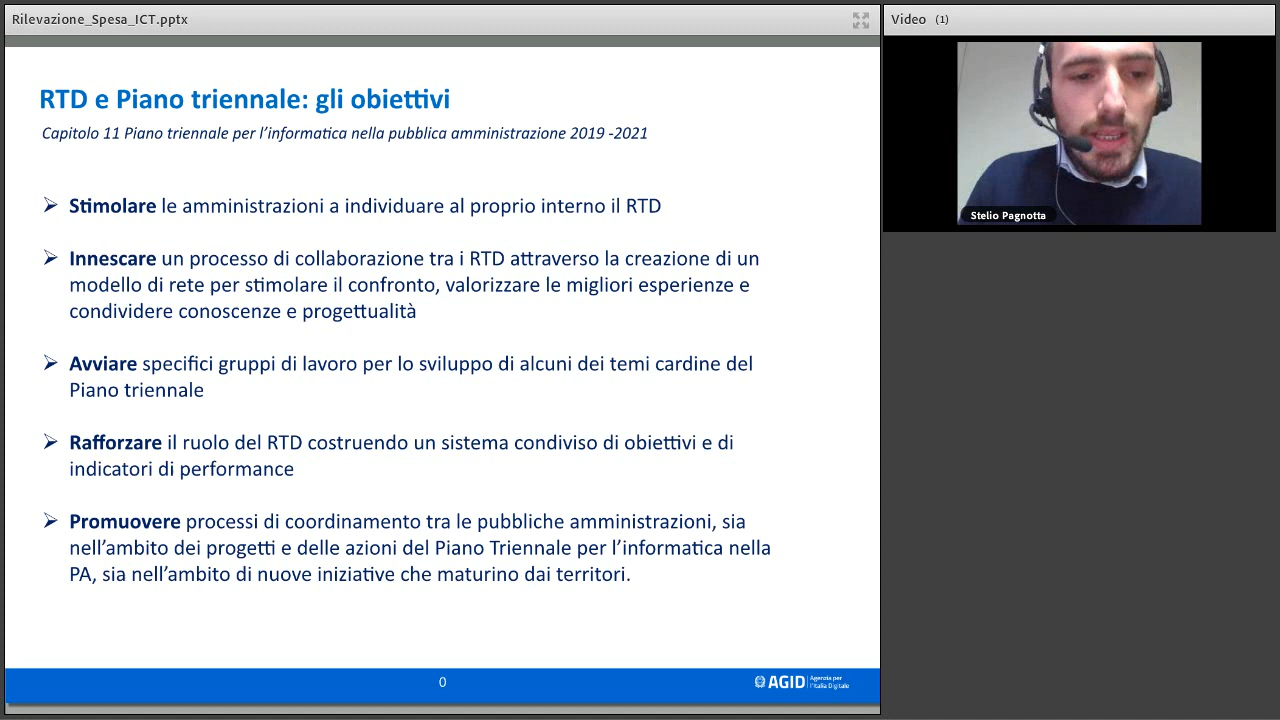 Rilevazione_Spesa_ICT.pptx
Video (1)
RTD e Piano triennale: gli obiettivi
Capitolo 11 Piano triennale per l'informatica nella pubblica amministrazione 2019 -2021
Stimolare le amministrazioni a individuare al proprio interno il RTD
Innescare un processo di collaborazione tra i RTD attraverso la creazione di un
modello di rete per stimolare il confronto, valorizzare le migliori esperienze e
condividere conoscenze e progettualità
Avviare specifici gruppi di lavoro per lo sviluppo di alcuni dei temi cardine del
Piano triennale
Rafforzare il ruolo del RTD costruendo un sistema condiviso di obiettivi e di
indicatori di performance
Promuovere processi di coordinamento tra le pubbliche amministrazioni, sia
nell'ambito dei progetti e delle azioni del Piano Triennale per l'informatica nella
PA, sia nell'ambito di nuove iniziative che maturino dai territori.
0
AGID
Agenzia per
l'Italia Digitale
Stelio Pagnotta